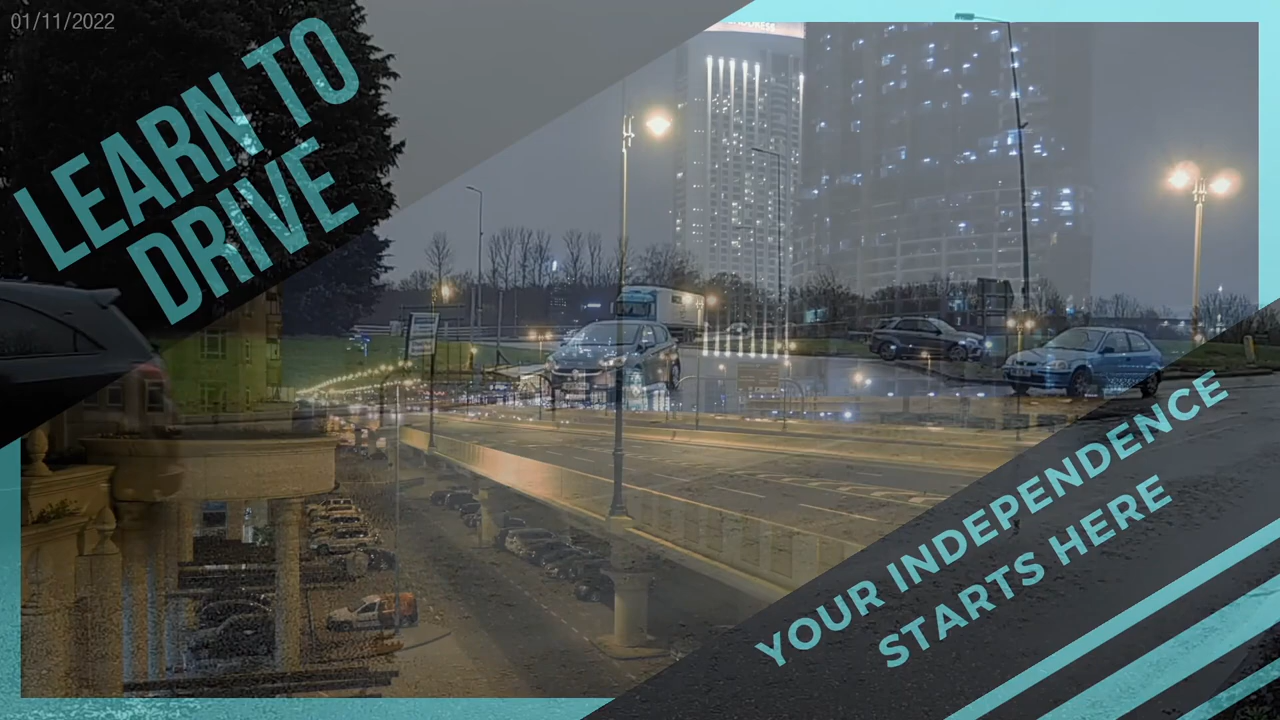 01/11/2022
LEARN TO
DRIVE
YOUR INDEPENDENCE
STARTS HERE